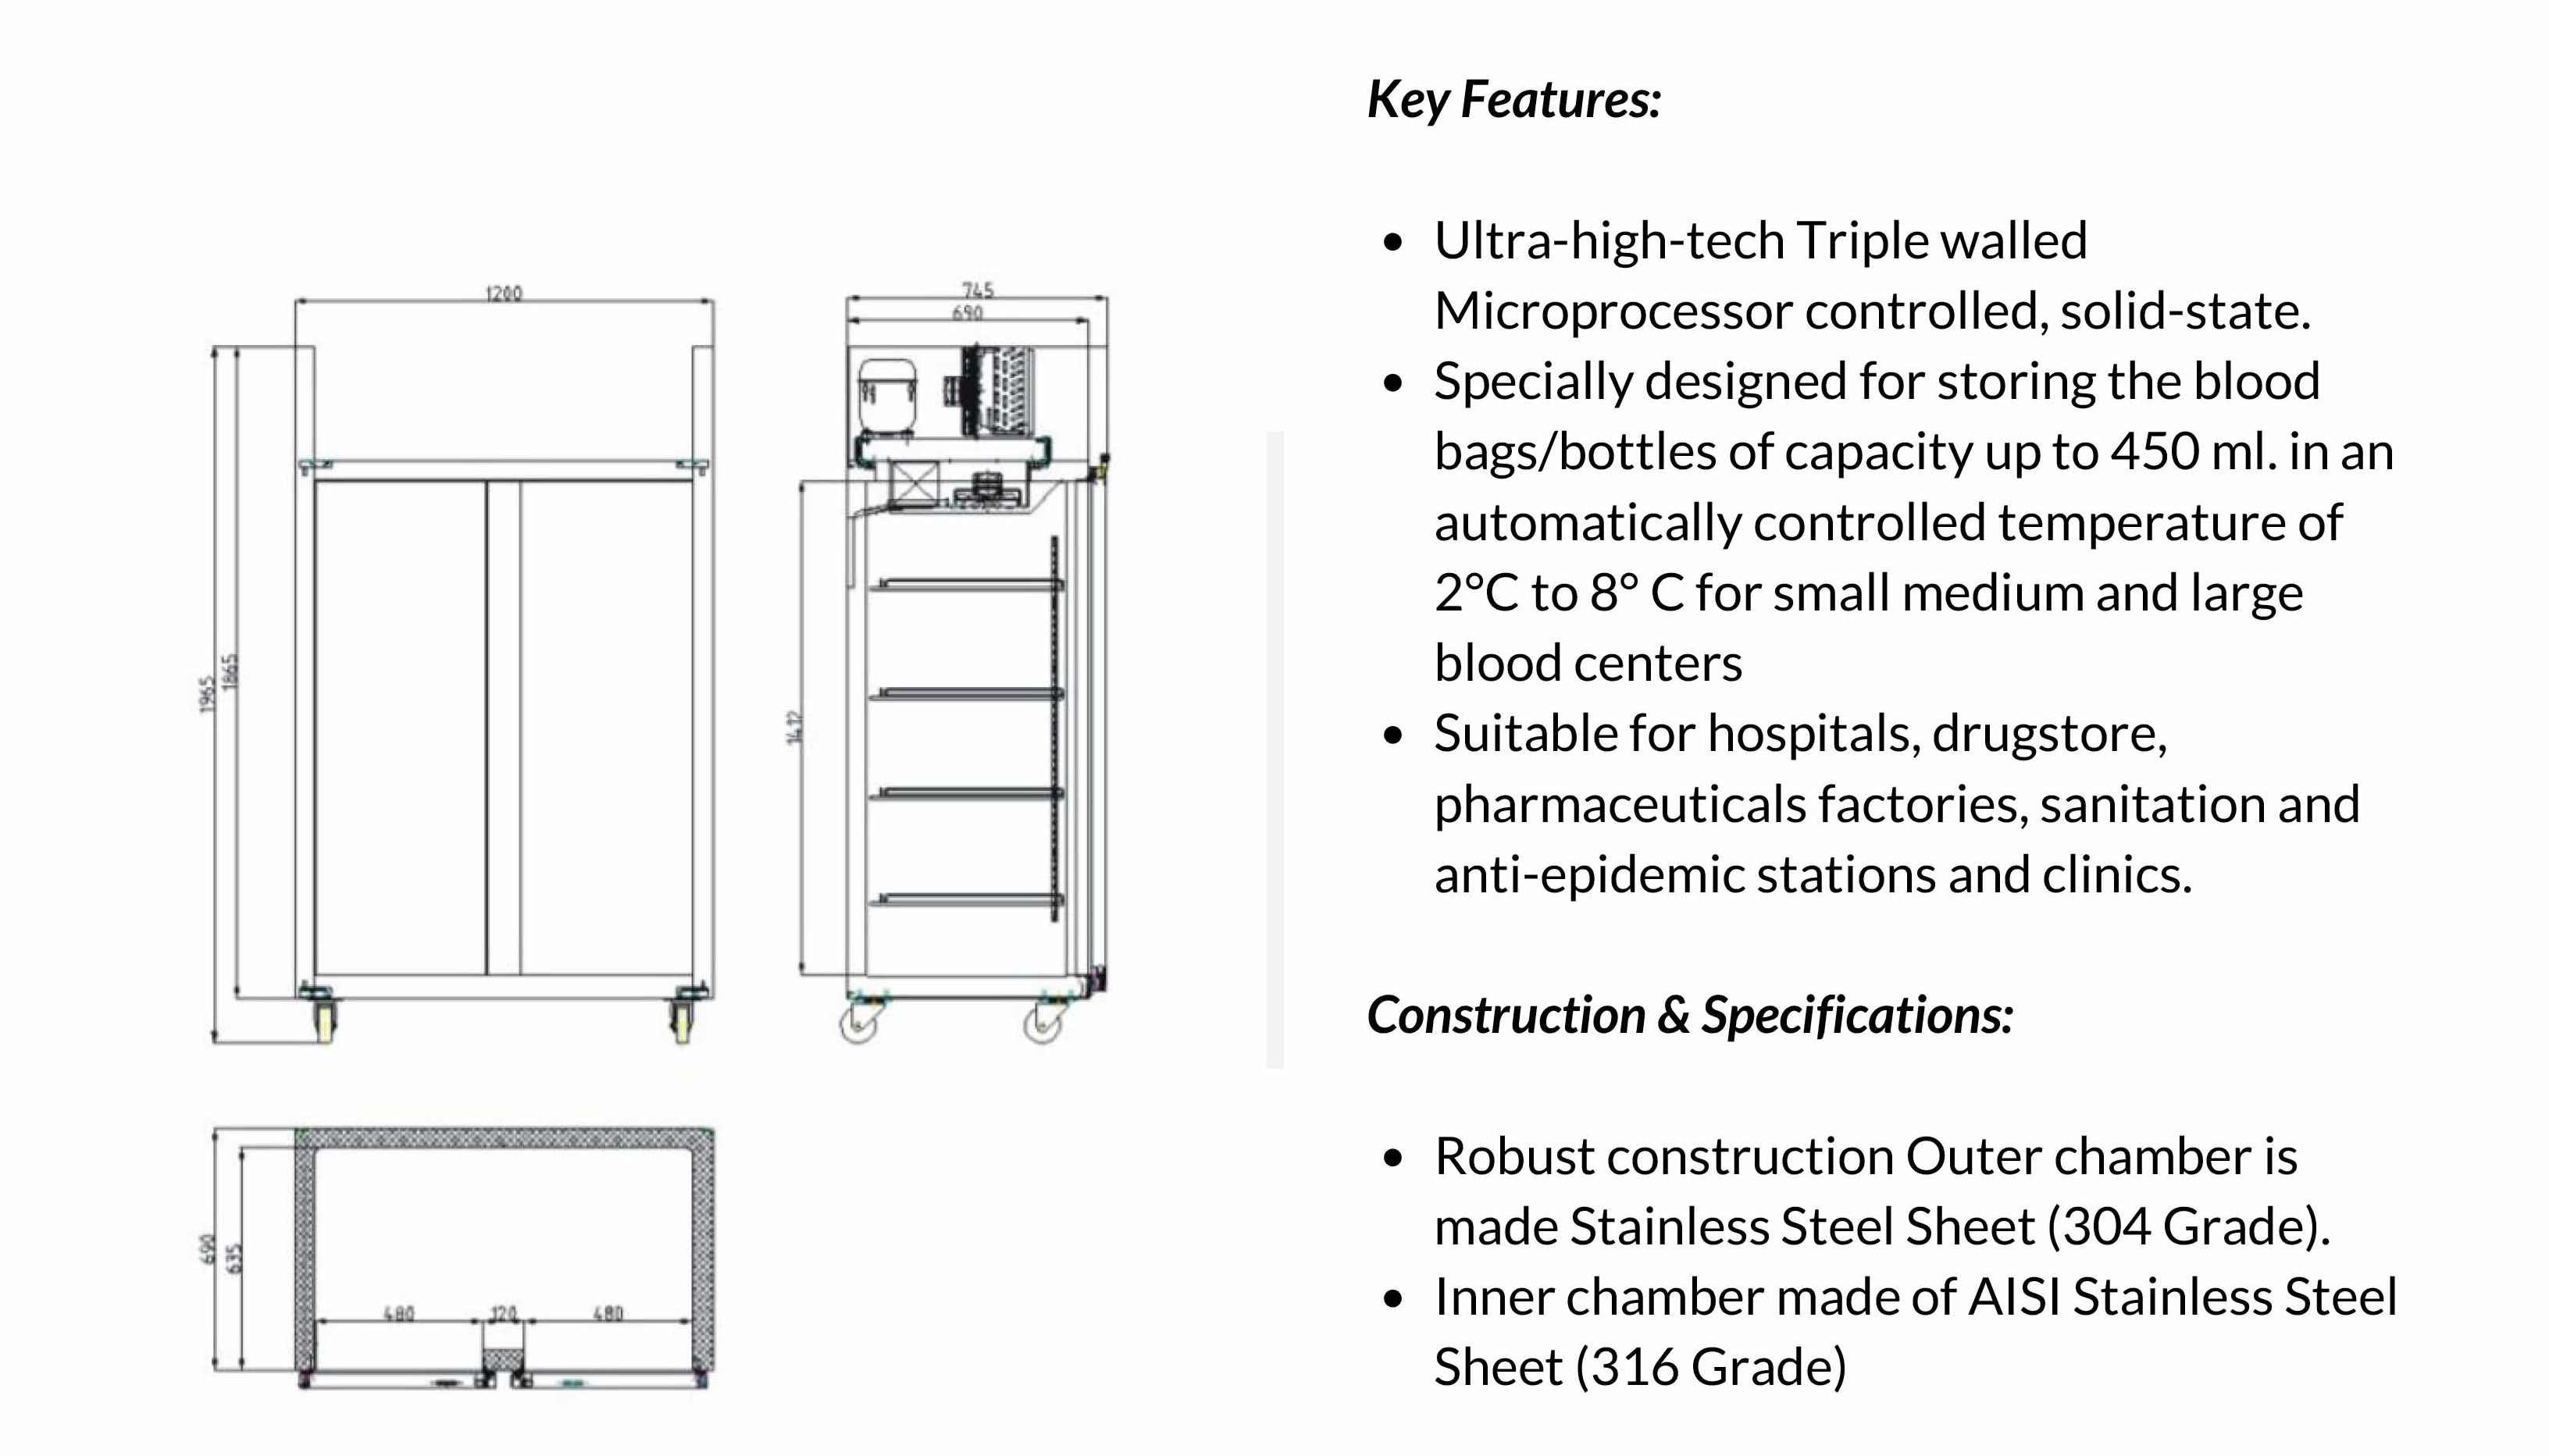 1200
1965
1865
745
690
1412
690
635
480
120
480
Key Features:
• Ultra-high-tech Triple walled
Microprocessor controlled, solid-state.
• Specially designed for storing the blood
bags/bottles of capacity up to 450 ml. in an
automatically controlled temperature of
2°C to 8° C for small medium and large
blood centers
• Suitable for hospitals, drugstore,
pharmaceuticals factories, sanitation and
anti-epidemic stations and clinics.
Construction & Specifications:
• Robust construction Outer chamber is
made Stainless Steel Sheet (304 Grade).
• Inner chamber made of AISI Stainless Steel
Sheet (316 Grade)